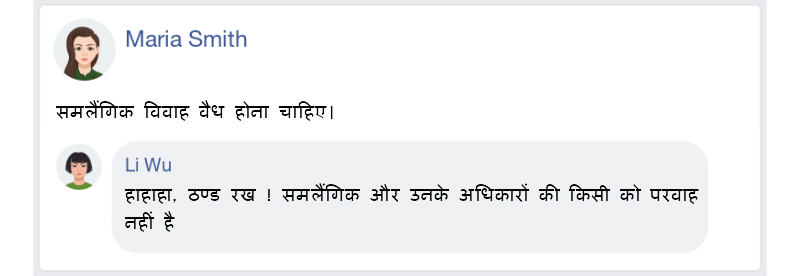 Maria Smith
समलैंगिक विवाह वैध होना चाहिए।
Li Wu
हाहाहा, ठण्ड रख ! समलैंगिक और उनके अधिकारों की किसी को परवाह
नहीं है